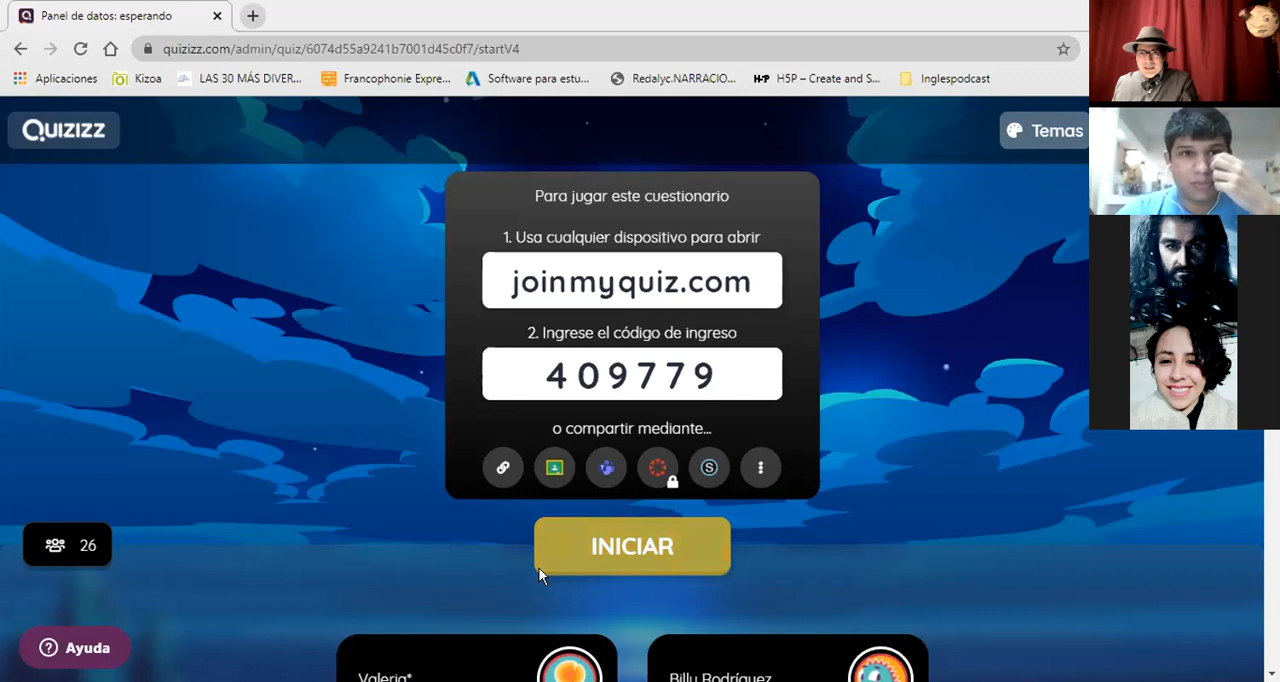 Panel de datos: esperando
quizizz.com/admin/quiz/6074d55a9241b7001d45c0f7/startV4
Aplicaciones
Kizoa
LAS 30 MÁS DIVER...
Francophonie Expre...
Software para estu...
Redalyc.NARRACIO...
H5P – Create and S...
Inglespodcast
QUIZIZZ
Temas
Para jugar este cuestionario
1. Usa cualquier dispositivo para abrir
joinmyquiz.com
2. Ingrese el código de ingreso
409779
o compartir mediante...
INICIAR
26
Ayuda
Valeria*
Billy Rodríguez